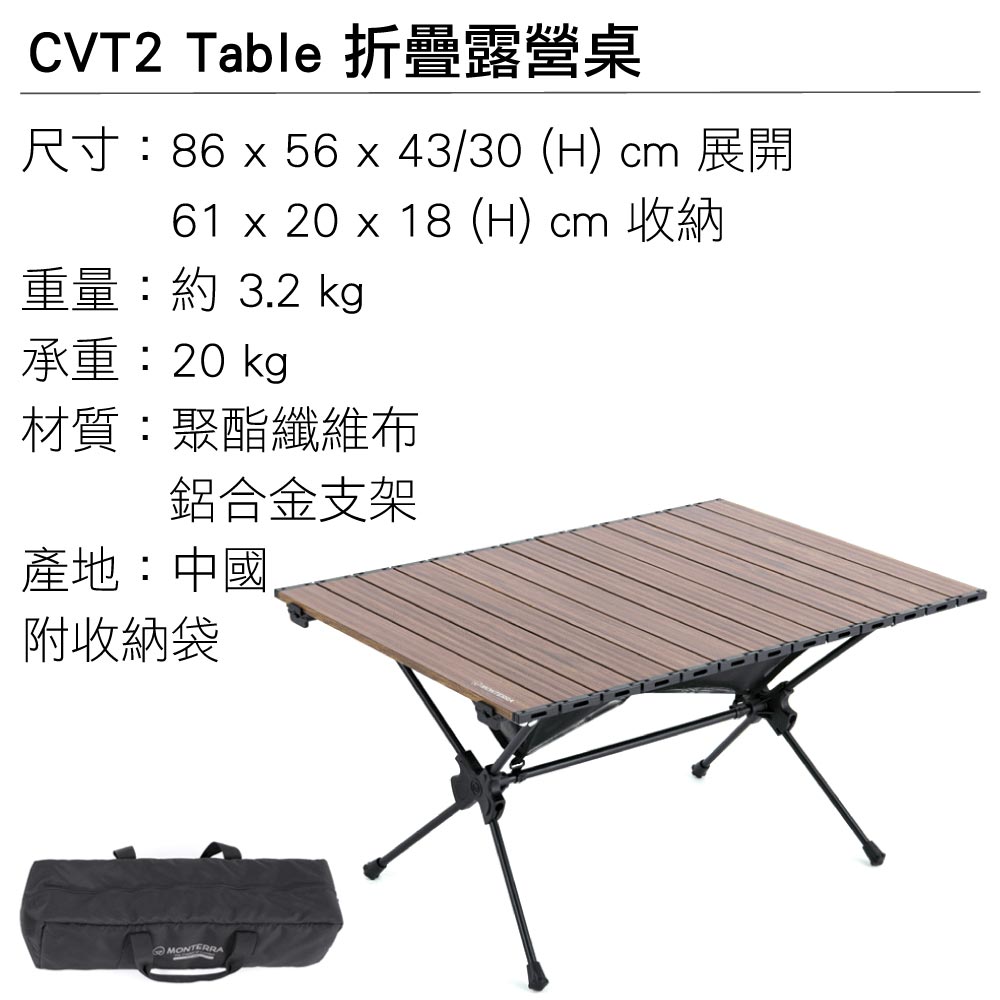 CVT2 Table 折疊露營桌
尺寸：86 x 56 x 43/30 (H) cm 展開
61 x 20 x 18 (H) cm 收納
重量：約 3.2 kg
承重：20 kg
材質：聚酯纖維布
鋁合金支架
產地：中國
附收納袋
MONTERRA
MONTERRA